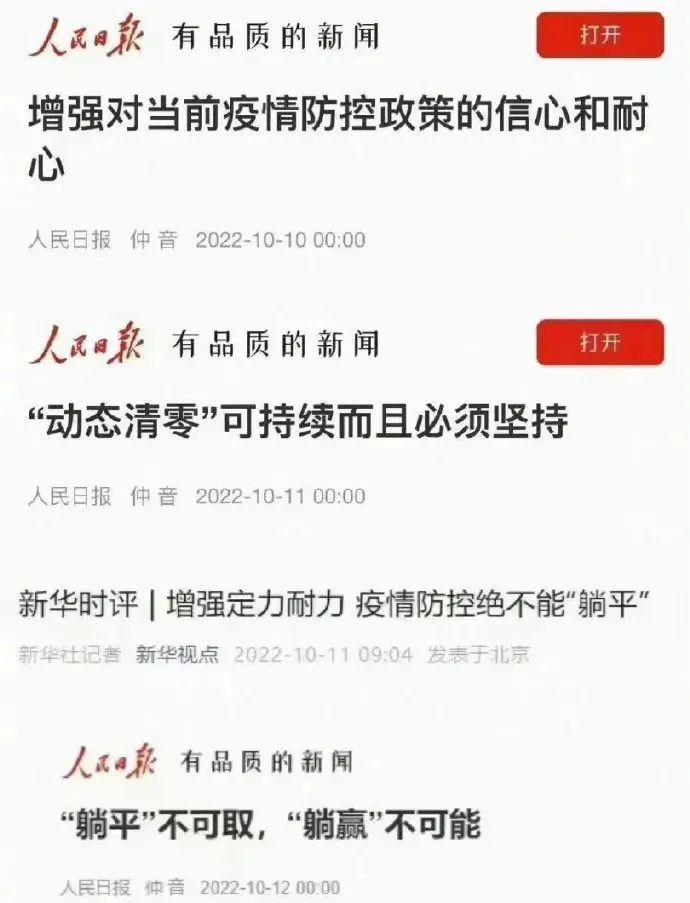 人民日报 有品质的新闻 打开
增强对当前疫情防控政策的信心和耐
心
人民日报 仲音 2022-10-10 00:00
人民日报 有品质的新闻 打开
“动态清零”可持续而且必须坚持
人民日报 仲音 2022-10-11 00:00
新华时评 | 增强定力耐力 疫情防控绝不能“躺平”
新华社记者 新华视点 2022-10-11 09:04 发表于北京
人民日报 有品质的新闻
“躺平”不可取，“躺赢”不可能
人民日报 仲音 2022-10-12 00:00